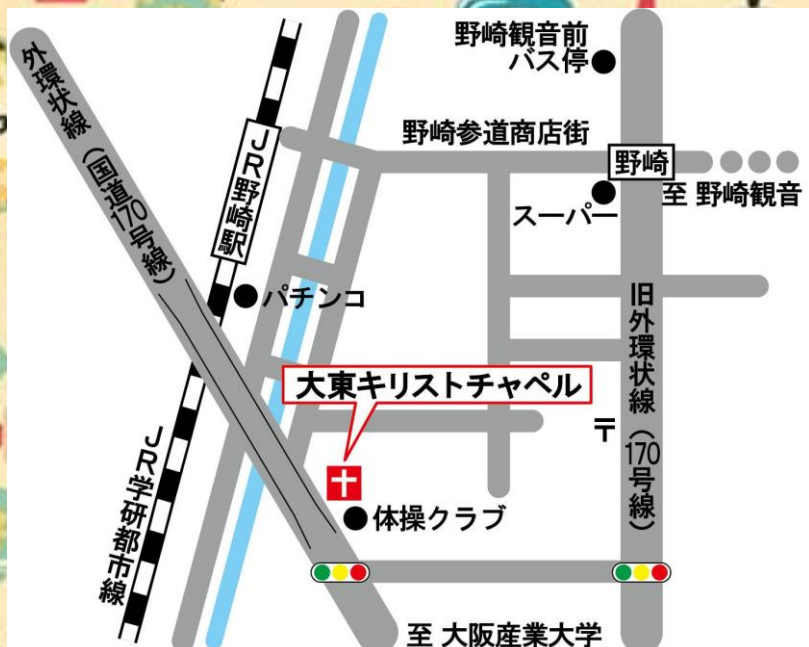 野崎観音前
バス停
外環状線（国道170号線）
JR野崎駅
野崎参道商店街
野崎
スーパー
至 野崎観音
パチンコ
旧外環状線（170号線）
大東キリストチャペル
〒
JR学研都市線
体操クラブ
至 大阪産業大学